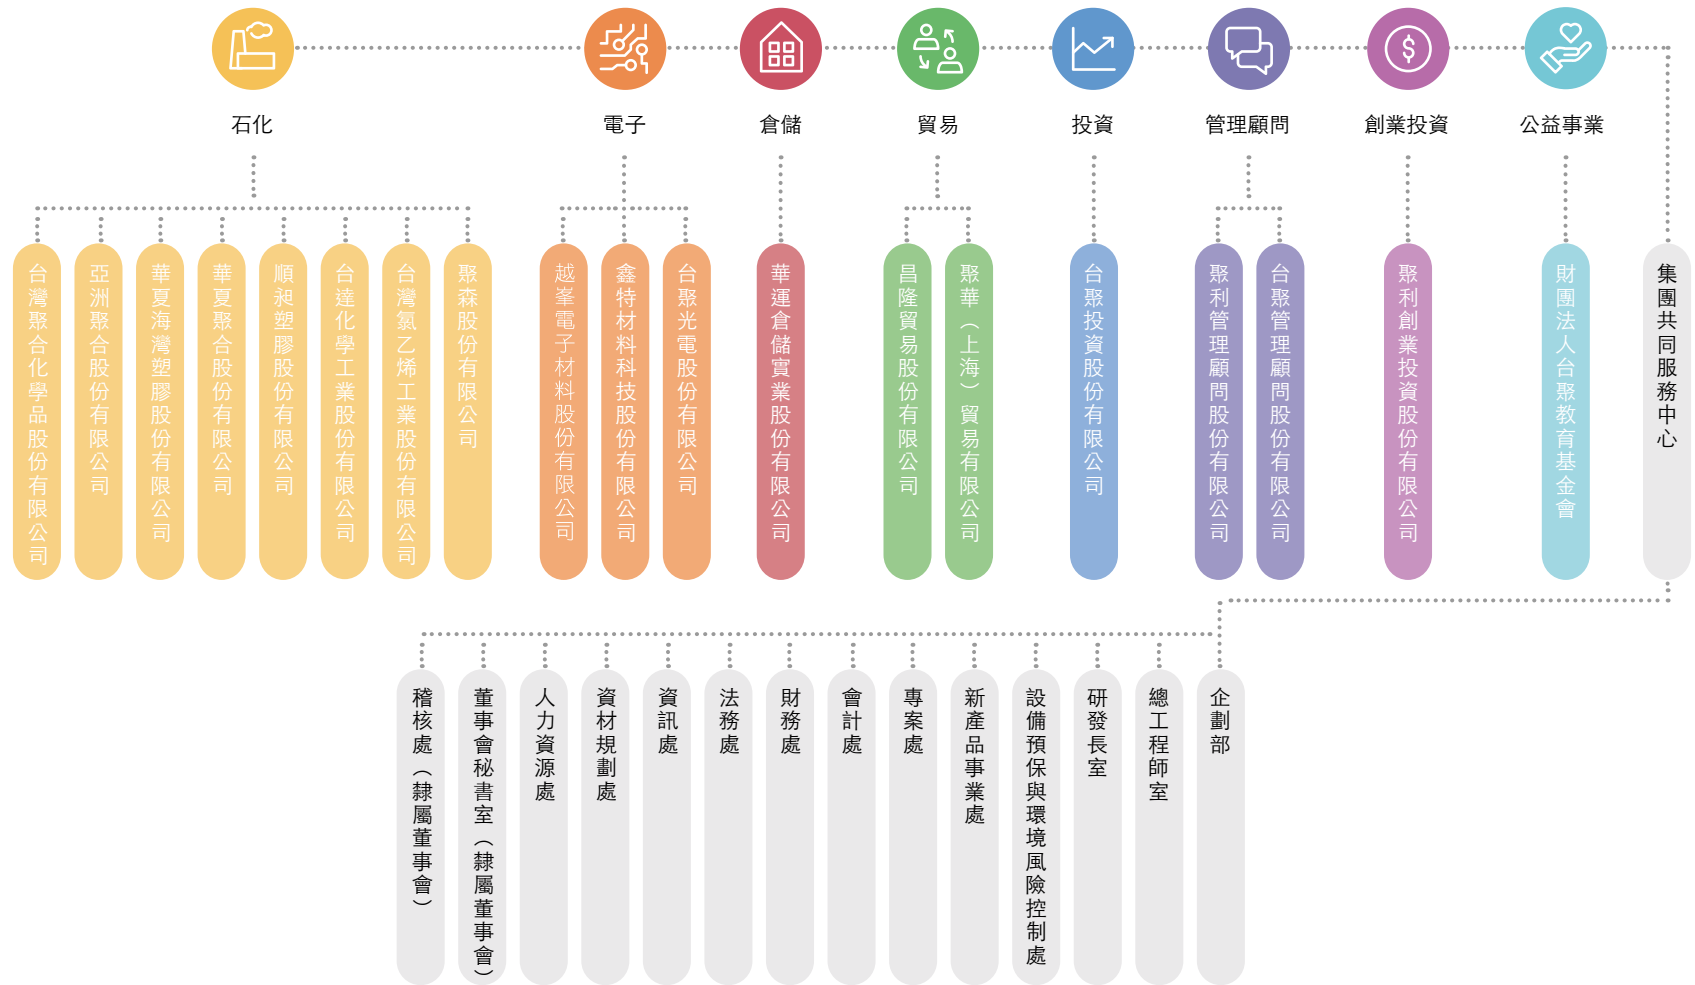 石化
電子
倉儲
貿易
投資
管理顧問
創業投資
公益事業
台灣聚合化學品股份有限公司
亞洲聚合股份有限公司
華夏海灣塑膠股份有限公司
華夏聚合股份有限公司
順昶塑膠股份有限公司
台達化學工業股份有限公司
台灣氯乙烯工業股份有限公司
聚森股份有限公司
越峯電子材料股份有限公司
鑫特材料科技股份有限公司
台聚光電股份有限公司
華運倉儲實業股份有限公司
昌隆貿易股份有限公司
聚華（上海）貿易有限公司
台聚投資股份有限公司
聚利管理顧問股份有限公司
台聚管理顧問股份有限公司
聚利創業投資股份有限公司
財團法人台聚教育基金會
集團共同服務中心
稽核處（隸屬董事會）
董事會秘書室（隸屬董事會）
人力資源處
資材規劃處
資訊處
法務處
財務處
會計處
專案處
新產品事業處
設備預保與環境風險控制處
研發長室
總工程師室
企劃部